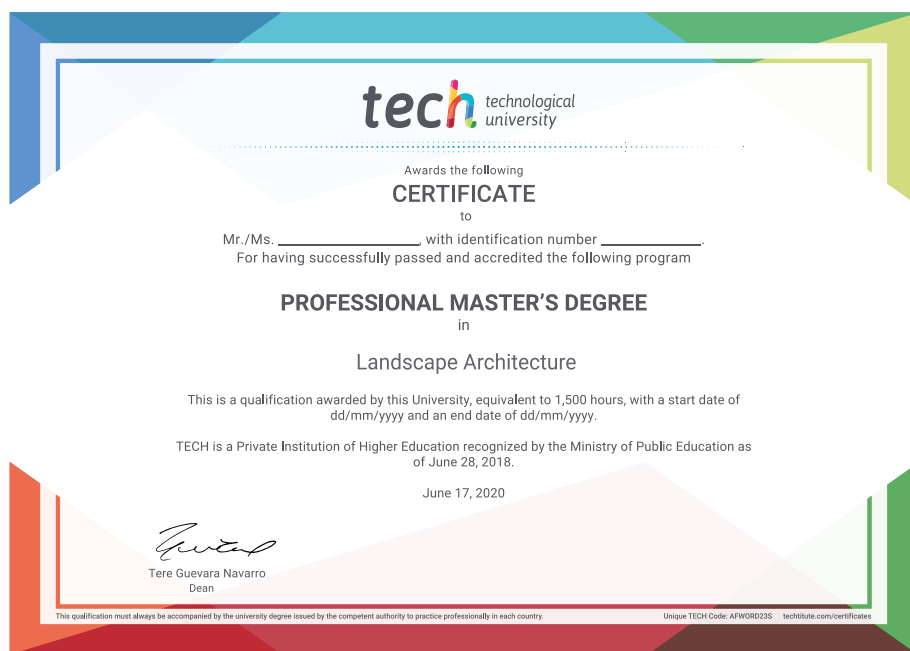 tech technological
university
Awards the following
CERTIFICATE
to
Mr./Ms. ____________________, with identification number ______________.
For having successfully passed and accredited the following program
PROFESSIONAL MASTER'S DEGREE
in
Landscape Architecture
This is a qualification awarded by this University, equivalent to 1,500 hours, with a start date of
dd/mm/yyyy and an end date of dd/mm/yyyy.
TECH is a Private Institution of Higher Education recognized by the Ministry of Public Education as
of June 28, 2018.
June 17, 2020
Tere Guevara Navarro
Dean
This qualification must always be accompanied by the university degree issued by the competent authority to practice professionally in each country.
Unique TECH Code: AFWORD23S techtitute.com/certificates